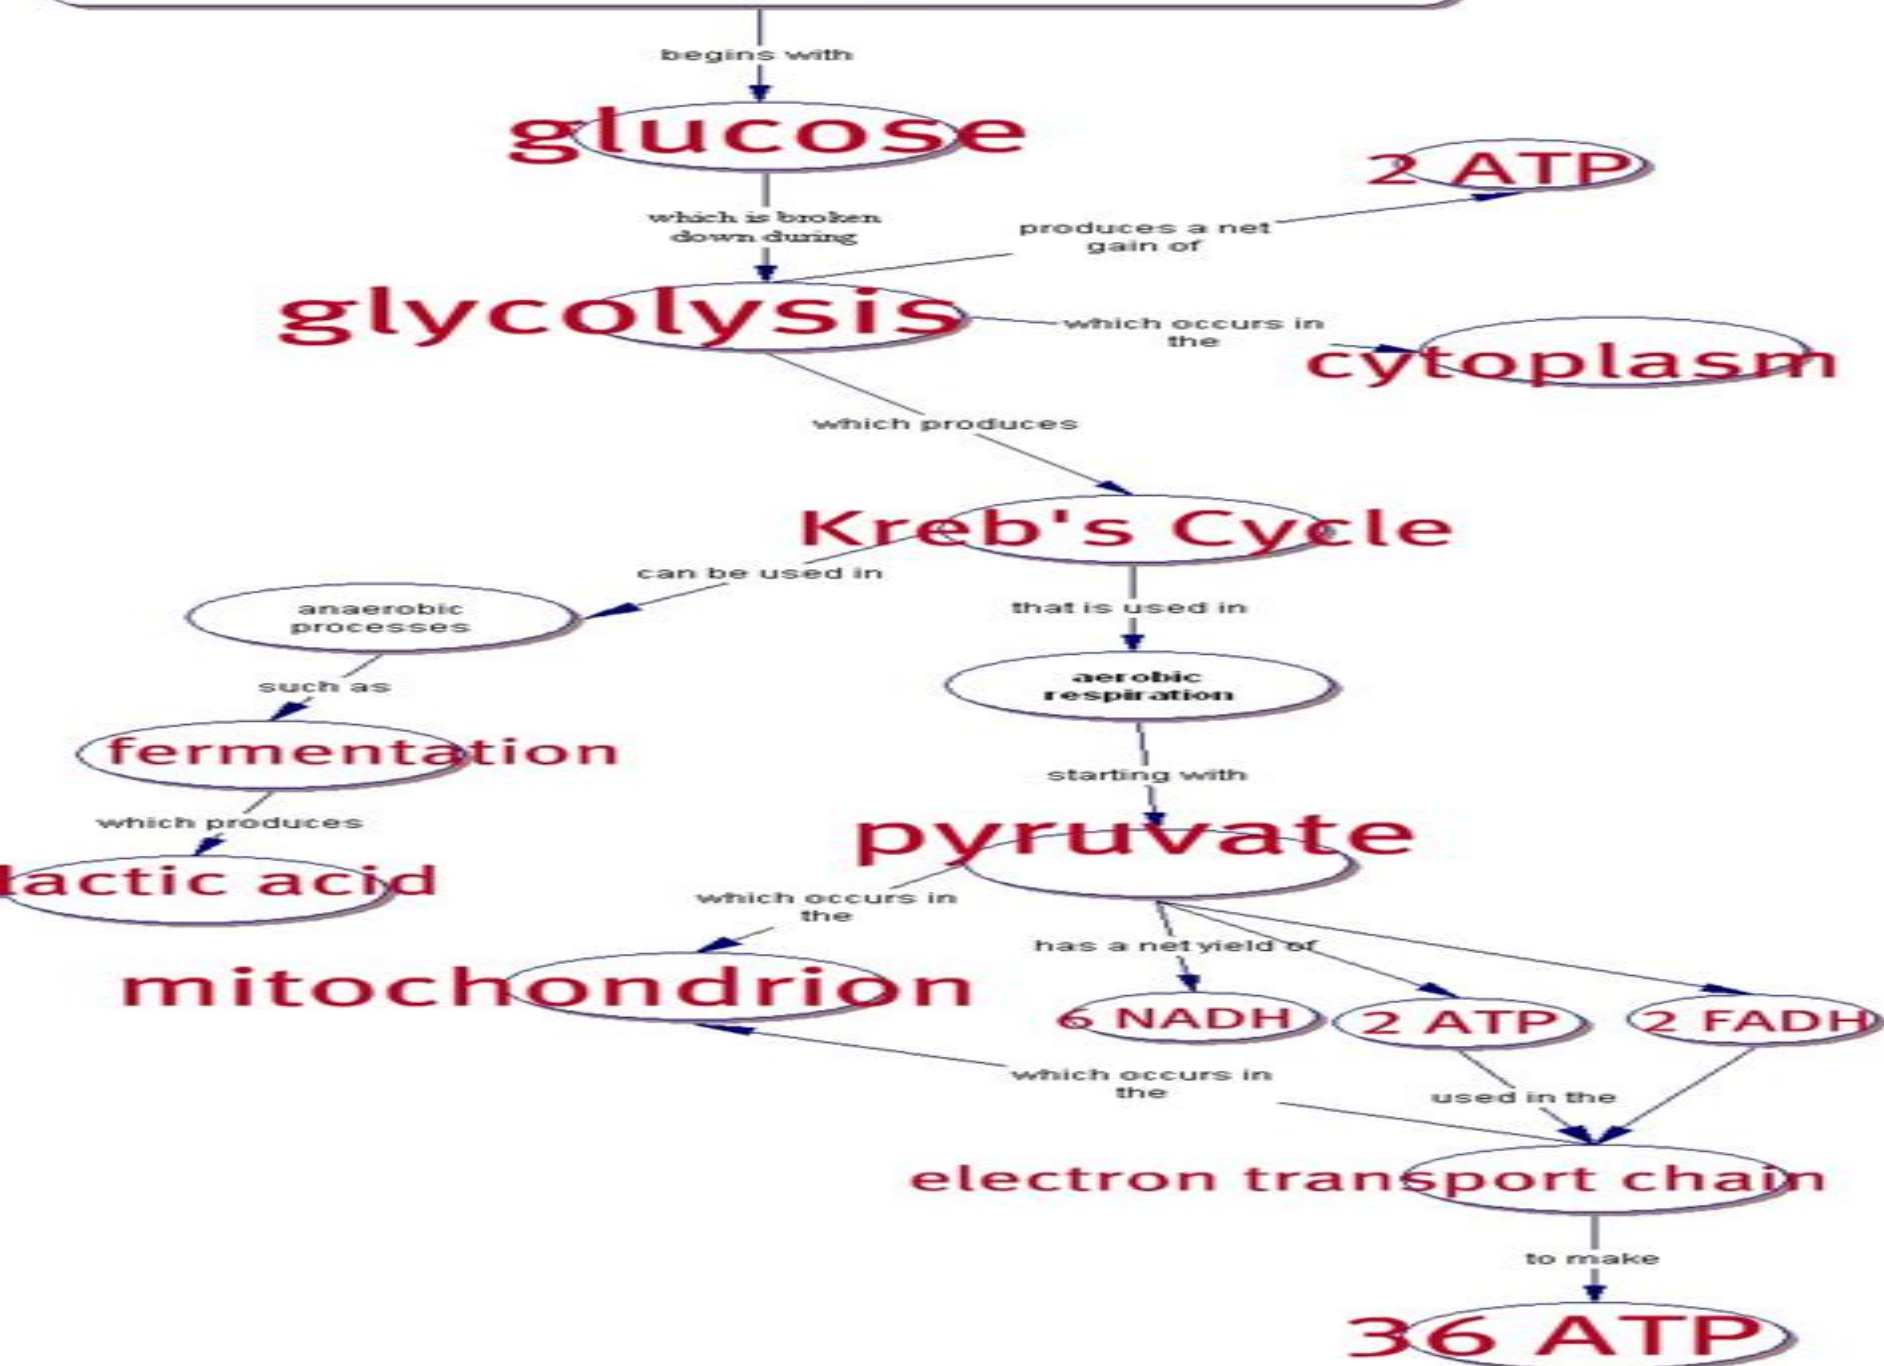 begins with
glucose
2 ATP
which is broken
down during
produces a net
gain of
glycolysis
which occurs in
the
cytoplasm
which produces
Kreb's Cycle
can be used in
anaerobic
processes
that is used in
such as
aerobic
respiration
fermentation
starting with
which produces
pyruvate
lactic acid
which occurs in
the
has a net yield of
mitochondrion
6 NADH
2 ATP
2 FADH
which occurs in
the
used in the
electron transport chain
to make
36 ATP